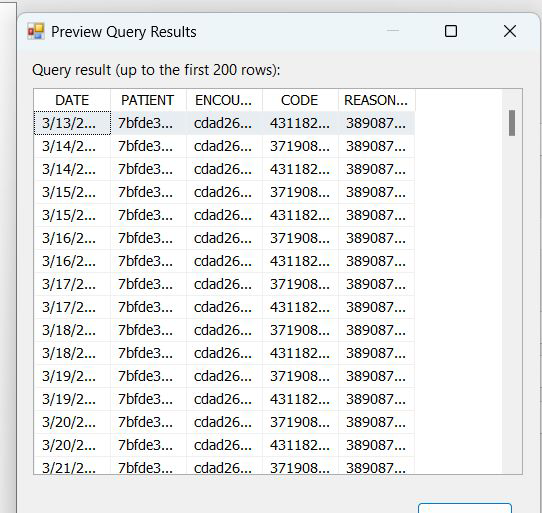 Preview Query Results
Query result (up to the first 200 rows):
DATE PATIENT ENCOU... CODE REASON...
3/13/2... 7bfde3... cdad26... 431182... 389087...
3/14/2... 7bfde3... cdad26... 371908... 389087...
3/14/2... 7bfde3... cdad26... 431182... 389087...
3/15/2... 7bfde3... cdad26... 371908... 389087...
3/15/2... 7bfde3... cdad26... 431182... 389087...
3/16/2... 7bfde3... cdad26... 371908... 389087...
3/16/2... 7bfde3... cdad26... 431182... 389087...
3/17/2... 7bfde3... cdad26... 371908... 389087...
3/17/2... 7bfde3... cdad26... 431182... 389087...
3/18/2... 7bfde3... cdad26... 371908... 389087...
3/18/2... 7bfde3... cdad26... 431182... 389087...
3/19/2... 7bfde3... cdad26... 371908... 389087...
3/19/2... 7bfde3... cdad26... 431182... 389087...
3/20/2... 7bfde3... cdad26... 371908... 389087...
3/20/2... 7bfde3... cdad26... 431182... 389087...
3/21/2... 7bfde3... cdad26... 371908... 389087...